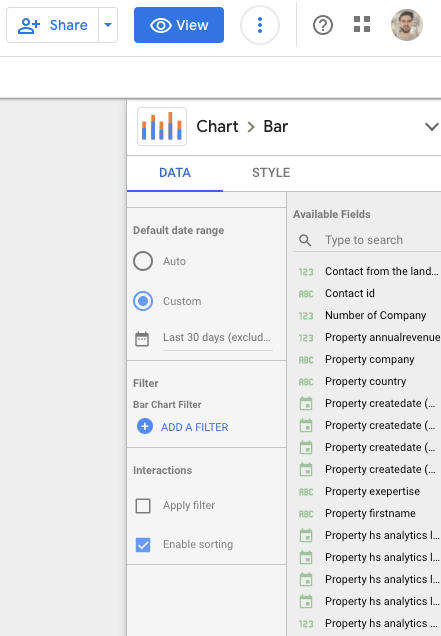 Share
View
Chart > Bar
DATA
STYLE
Default date range
Auto
Custom
Last 30 days (exclud...
Filter
Bar Chart Filter
ADD A FILTER
Interactions
Apply filter
Enable sorting
Available Fields
Type to search
123 Contact from the land...
ABC Contact id
123 Number of Company
123 Property annualrevenue
ABC Property company
ABC Property country
Property createdate (...
Property createdate (...
Property createdate (...
Property createdate (...
ABC Property exepertise
ABC Property firstname
Property hs analytics l...
Property hs analytics l...
Property hs analytics l...
Property hs analytics l...
123 Property hs analytics ...